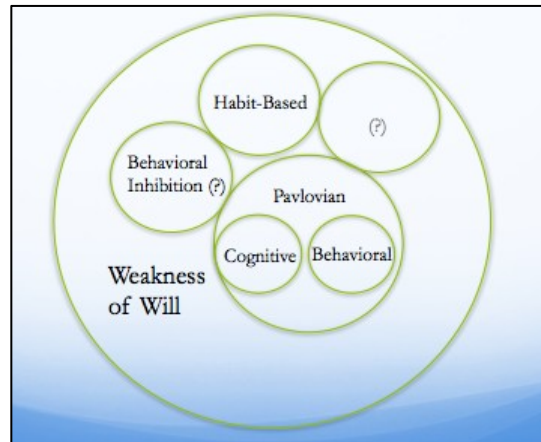 Habit-Based
(?)
Behavioral
Inhibition (?)
Pavlovian
Cognitive
Behavioral
Weakness
of Will